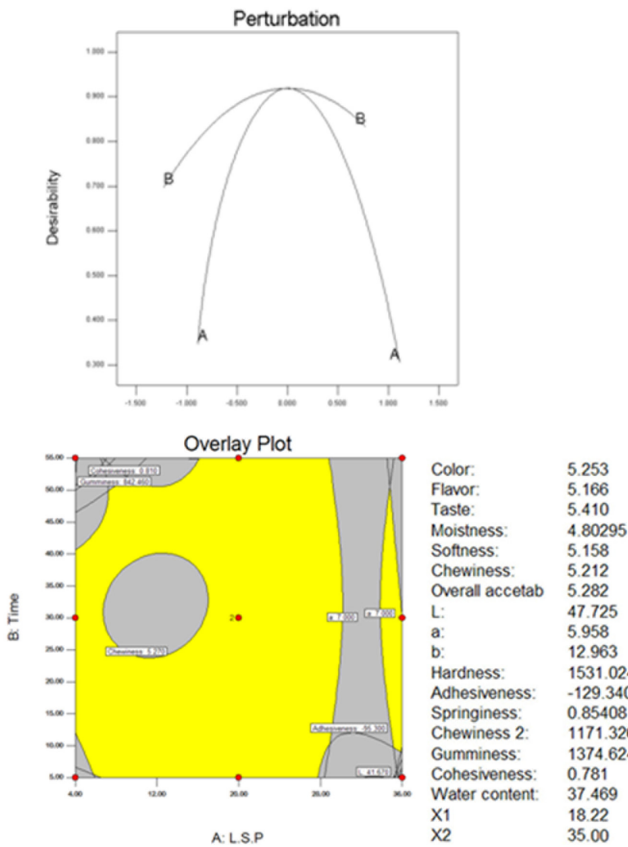 Perturbation
1.000
0.900
0.800
0.700
0.600
0.500
0.400
0.300
Desirability
B
B
A
A
-1.500
-1.000
-0.500
0.000
0.500
1.000
1.500
Overlay Plot
55.00
50.00
45.00
40.00
35.00
30.00
25.00
20.00
15.00
10.00
5.00
B: Time
Cohesiveness: 0.810
Gumminess: 842.460
2
a: 7.000
a: 7.000
Chewiness: 5.270
Adhesiveness: -95.390
L: 41.670
4.00
12.00
20.00
28.00
36.00
A: L.S.P
Color: 5.253
Flavor: 5.166
Taste: 5.410
Moistness: 4.80295
Softness: 5.158
Chewiness: 5.212
Overall accetab 5.282
L: 47.725
a: 5.958
b: 12.963
Hardness: 1531.024
Adhesiveness: -129.340
Springiness: 0.85408
Chewiness 2: 1171.320
Gumminess: 1374.624
Cohesiveness: 0.781
Water content: 37.469
X1 18.22
X2 35.00